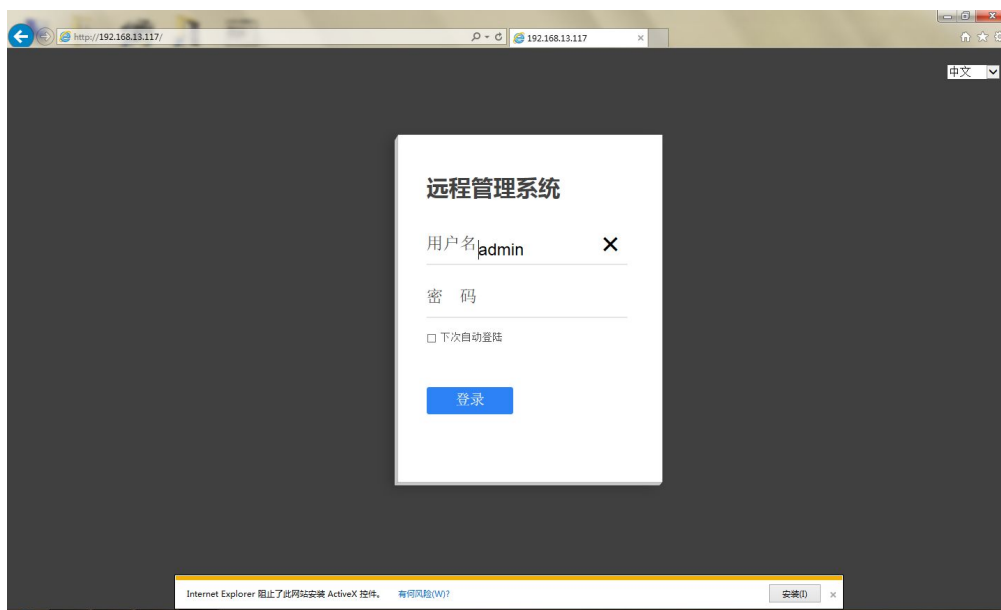 http://192.168.13.117/
192.168.13.117
中文
远程管理系统
用户名 admin
密 码
下次自动登陆
登录
Internet Explorer 阻止了此网站安装 ActiveX 控件。 有何风险(W)? 安装(I)